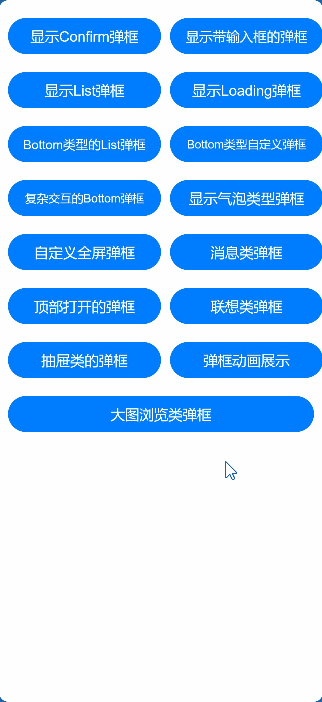 显示Confirm弹框
显示带输入框的弹框
显示List弹框
显示Loading弹框
Bottom类型的List弹框
Bottom类型自定义弹框
复杂交互的Bottom弹框
显示气泡类型弹框
自定义全屏弹框
消息类弹框
顶部打开的弹框
联想类弹框
抽屉类的弹框
弹框动画展示
大图浏览类弹框